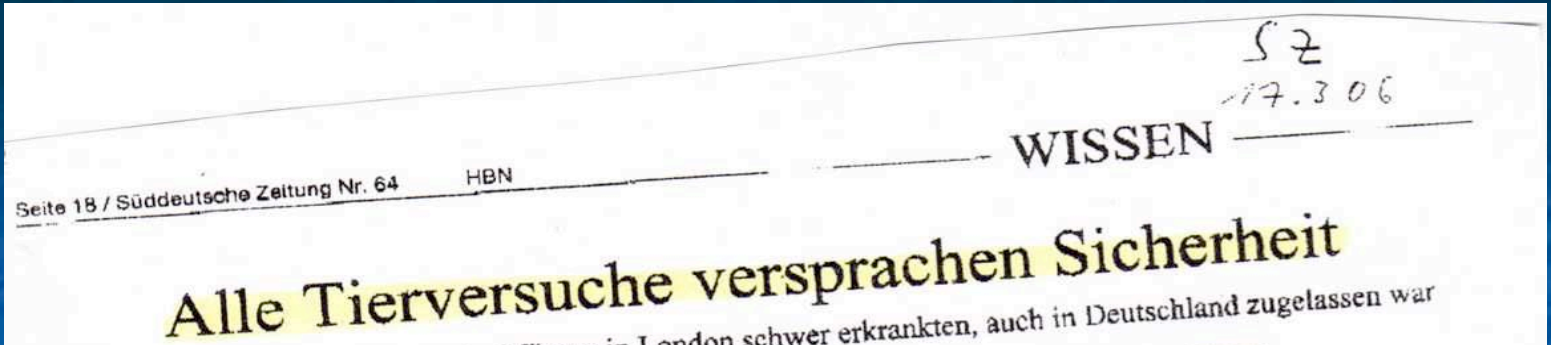 SZ
17.3 06
WISSEN
Seite 18 / Süddeutsche Zeitung Nr. 64 HBN
Alle Tierversuche versprachen Sicherheit
in London schwer erkrankten, auch in Deutschland zugelassen war